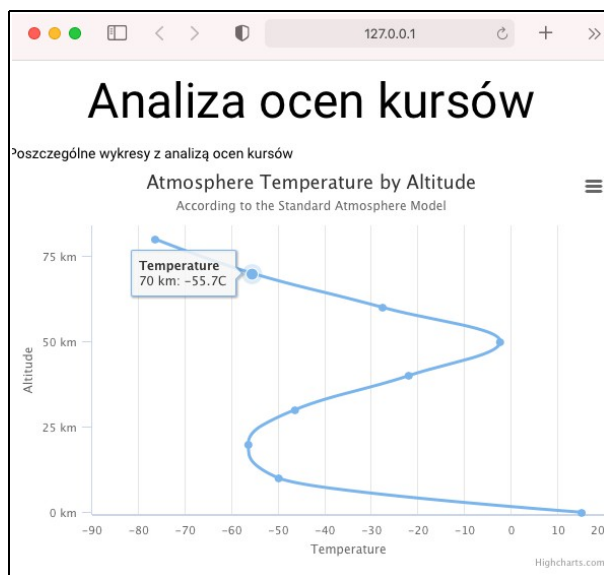 127.0.0.1
Analiza ocen kursów
Poszczególne wykresy z analizą ocen kursów
Atmosphere Temperature by Altitude
According to the Standard Atmosphere Model
75 km
Temperature
70 km: -55.7C
50 km
Altitude
25 km
0 km
-90 -80 -70 -60 -50 -40 -30 -20 -10 0 10 20
Temperature
Highcharts.com